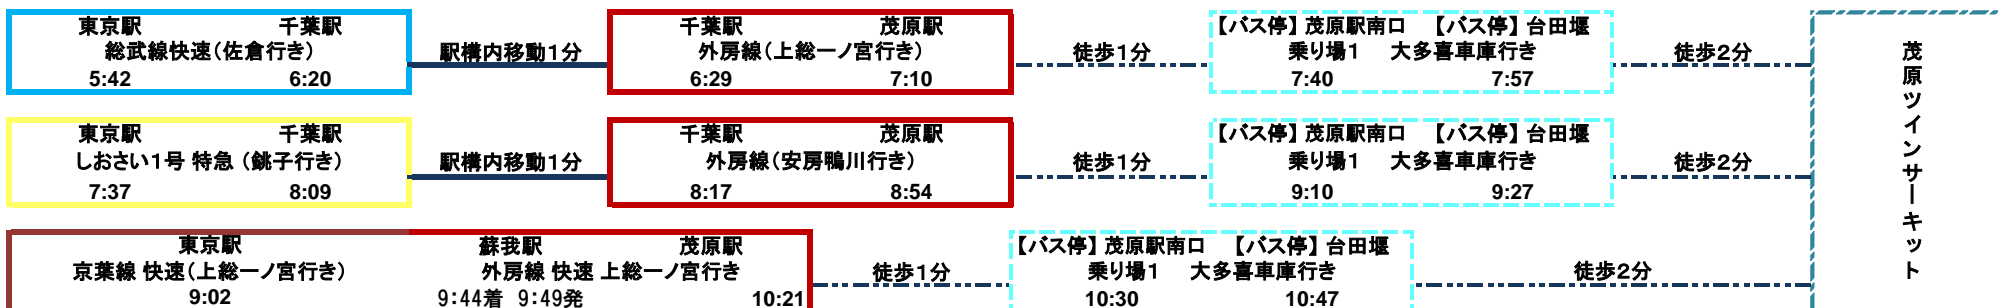 東京駅 千葉駅
総武線快速(佐倉行き)
5:42 6:20
駅構内移動1分
千葉駅 茂原駅
外房線(上総一ノ宮行き)
6:29 7:10
徒歩1分
【バス停】茂原駅南口 【バス停】台田堰
乗り場1 大多喜車庫行き
7:40 7:57
徒歩2分
東京駅 千葉駅
しおさい1号 特急 (銚子行き)
7:37 8:09
駅構内移動1分
千葉駅 茂原駅
外房線(安房鴨川行き)
8:17 8:54
徒歩1分
【バス停】茂原駅南口 【バス停】台田堰
乗り場1 大多喜車庫行き
9:10 9:27
徒歩2分
東京駅 蘇我駅 茂原駅
京葉線 快速(上総一ノ宮行き) 外房線 快速 上総一ノ宮行き
9:02 9:44着 9:49発 10:21
徒歩1分
【バス停】茂原駅南口 【バス停】台田堰
乗り場1 大多喜車庫行き
10:30 10:47
徒歩2分
茂原ツインサーキット